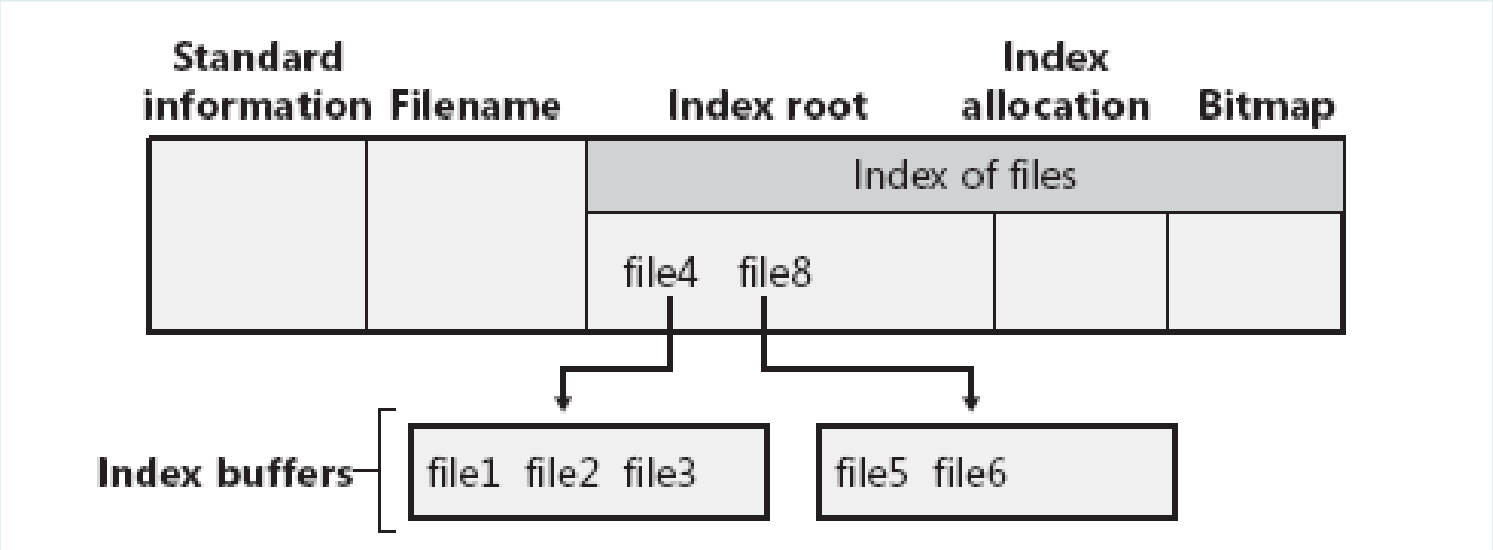 Standard
information
Filename
Index root
Index
allocation
Bitmap
Index of files
file4 file8
Index buffers
file1 file2 file3
file5 file6